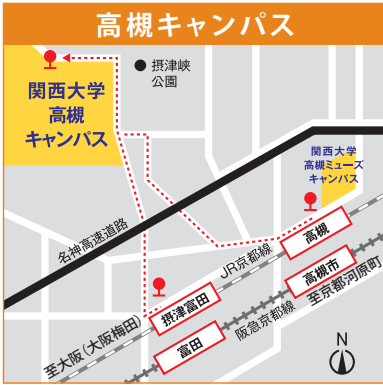 高槻キャンパス
摂津峡
公園
関西大学
高槻
キャンパス
関西大学
高槻ミューズ
キャンパス
名神高速道路
高槻
JR京都線
高槻市
至京都河原町
摂津富田
阪急京都線
富田
至大阪(大阪梅田)
N